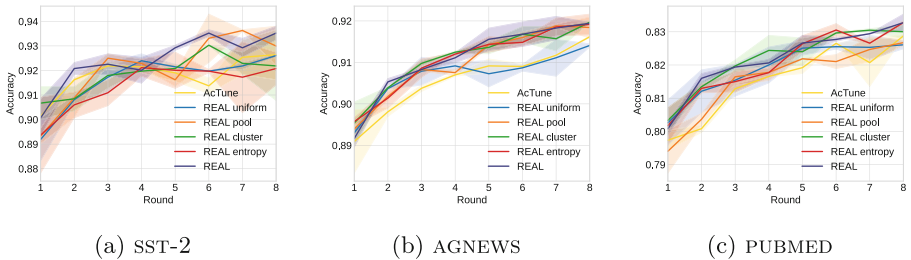 0,94
0,93
0,92
0,91
0,90
0,89
0,88
Accuracy
AcTune
REAL uniform
REAL pool
REAL cluster
REAL entropy
REAL
1 2 3 4 5 6 7 8
Round
(a) SST-2
0,92
0,91
0,90
0,89
Accuracy
AcTune
REAL uniform
REAL pool
REAL cluster
REAL entropy
REAL
1 2 3 4 5 6 7 8
Round
(b) AGNEWS
0,83
0,82
0,81
0,80
0,79
Accuracy
AcTune
REAL uniform
REAL pool
REAL cluster
REAL entropy
REAL
1 2 3 4 5 6 7 8
Round
(c) PUBMED